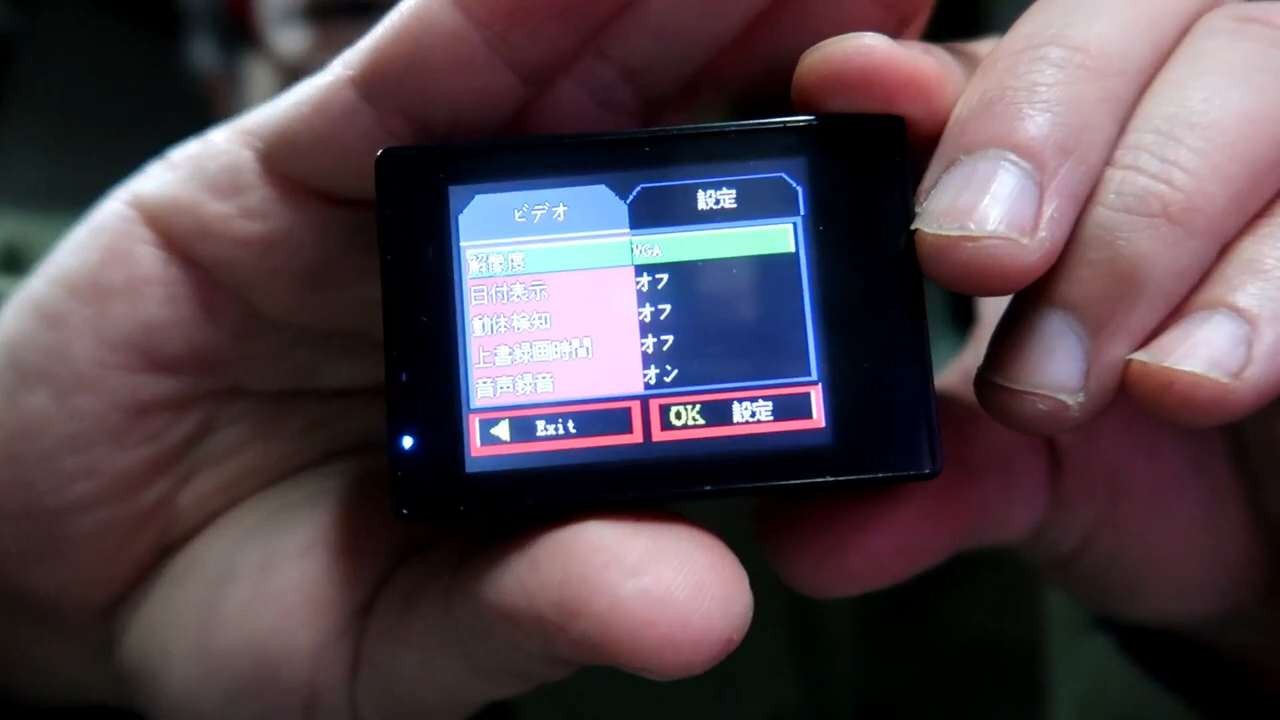 ビデオ 設定
解像度 VGA
日付表示 オフ
動体検知 オフ
上書録画時間 オフ
音声録音 オン
Exit OK 設定